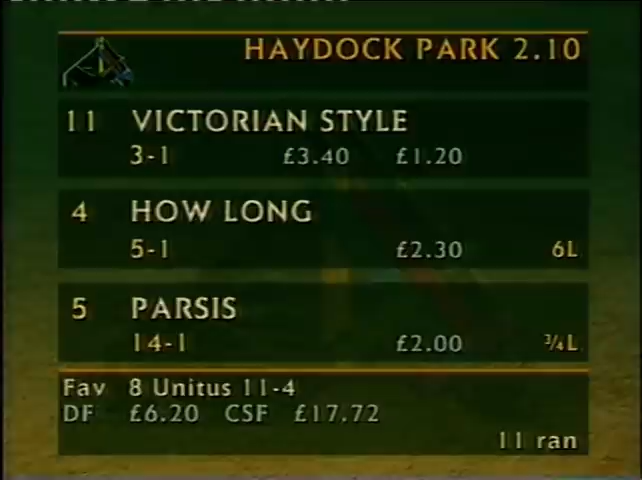 HAYDOCK PARK 2.10
11 VICTORIAN STYLE
3-1 £3.40 £1.20
4 HOW LONG
5-1 £2.30 6L
5 PARSIS
14-1 £2.00 ¾L
Fav 8 Unitus 11-4
DF £6.20 CSF £17.72
11 ran